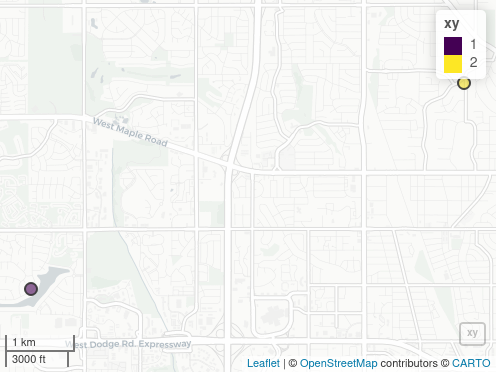 xy
1
2
West Maple Road
xy
1 km
3000 ft
West Dodge Rd. Expressway
Leaflet | © OpenStreetMap contributors © CARTO